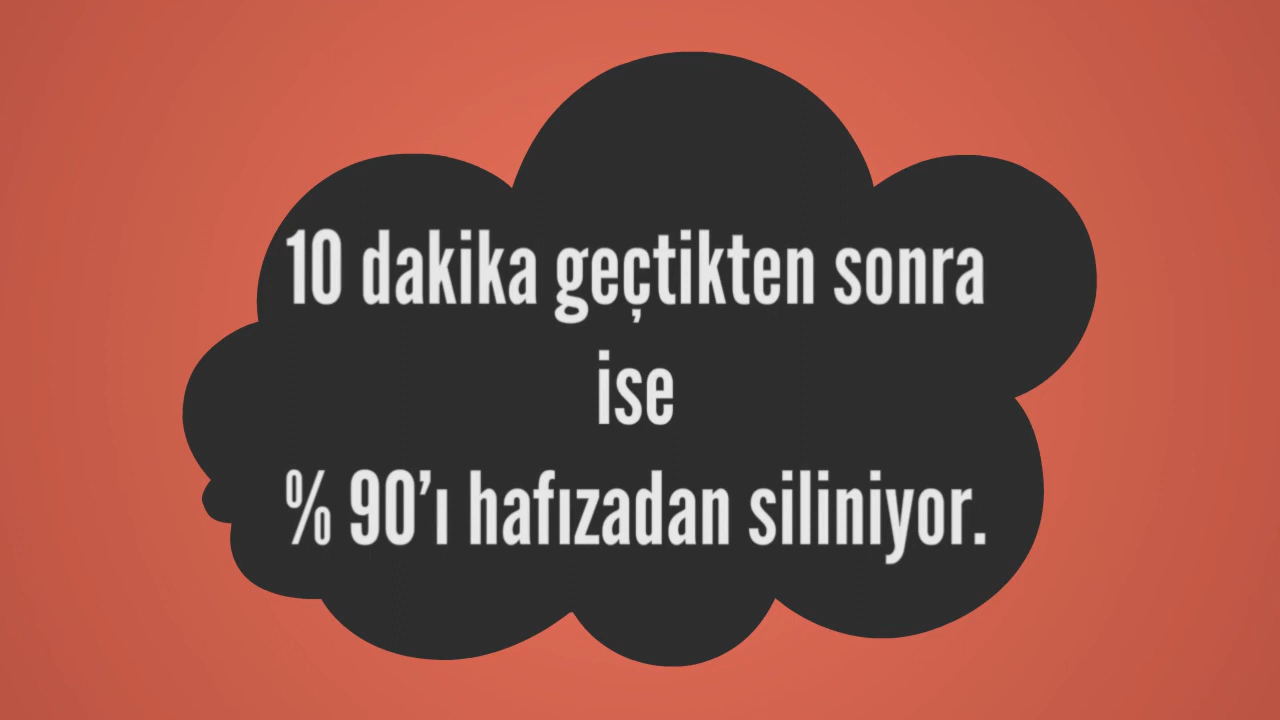 10 dakika geçtikten sonra
ise
% 90’ı hafızadan siliniyor.